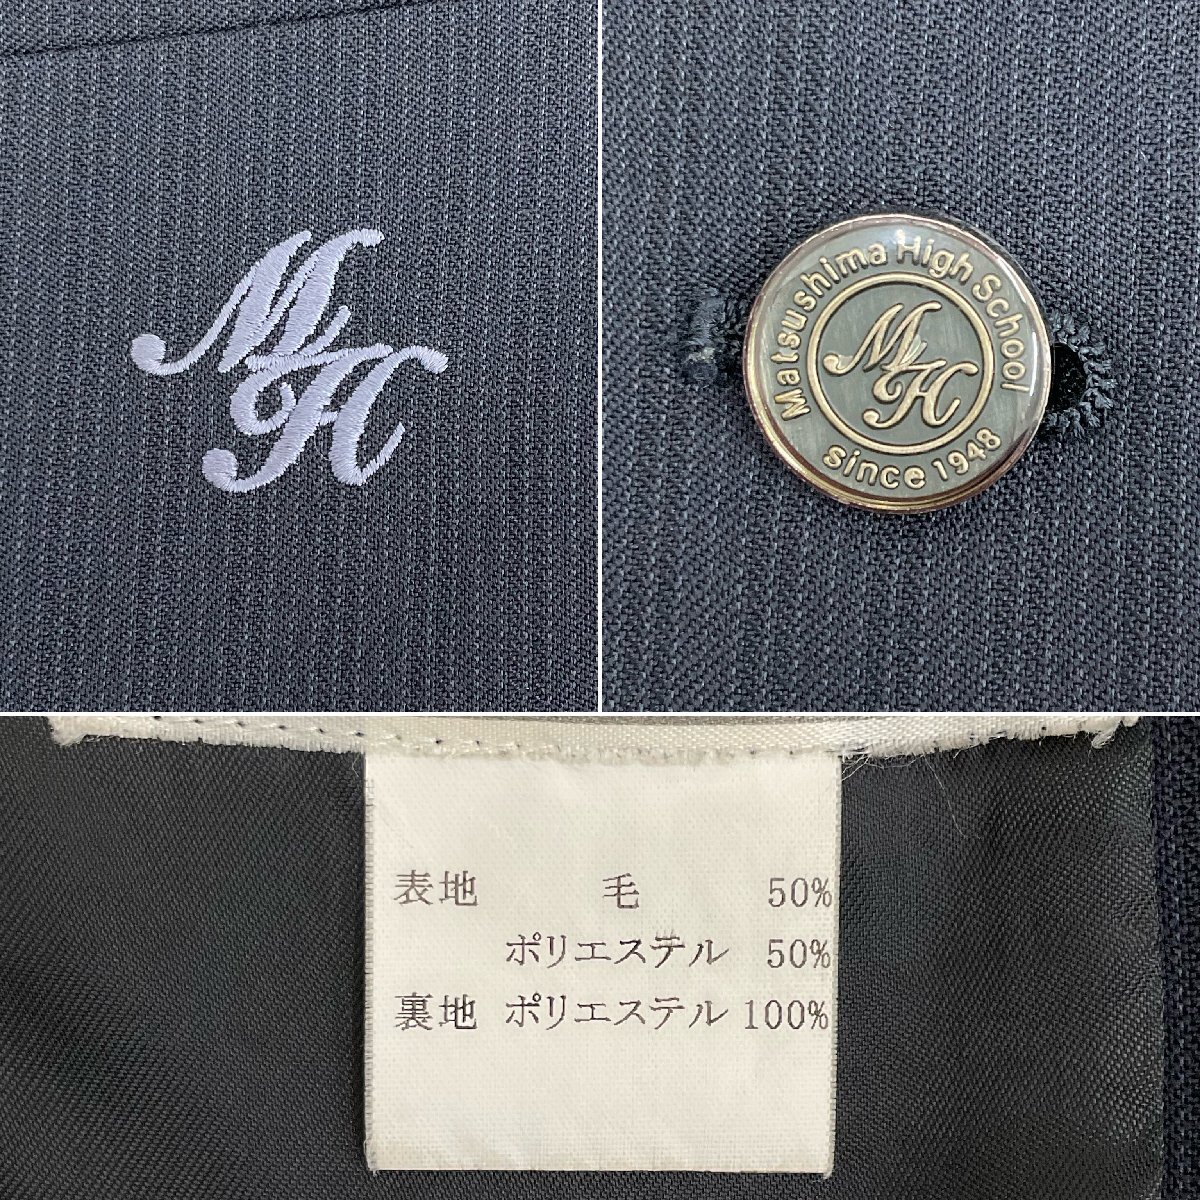 MH
Matsushima High School
MH
since 1948
表地 毛 50%
ポリエステル 50%
裏地 ポリエステル 100%